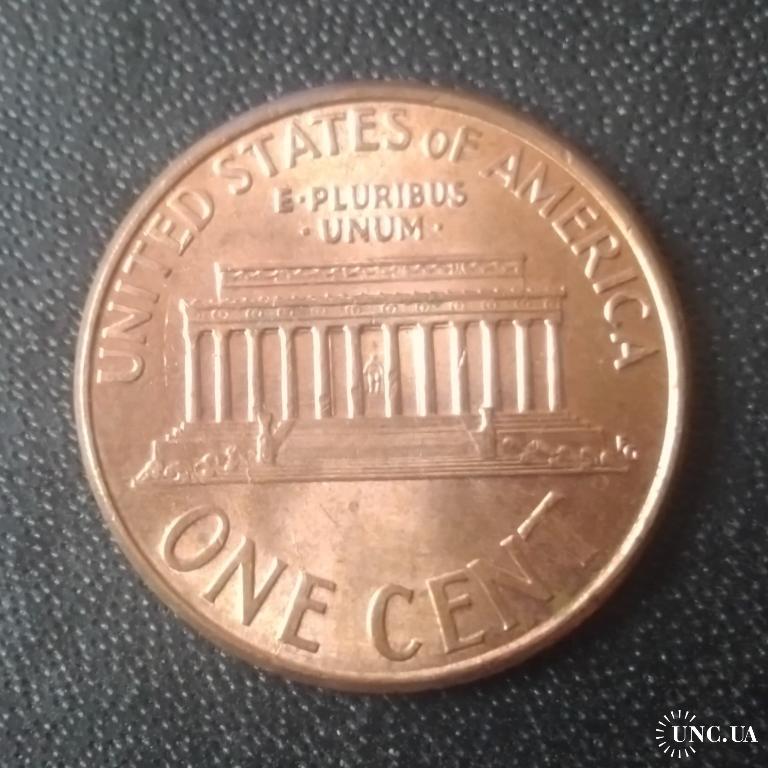 UNITED STATES OF AMERICA
E·PLURIBUS
·UNUM·
ONE CENT
UNC.UA